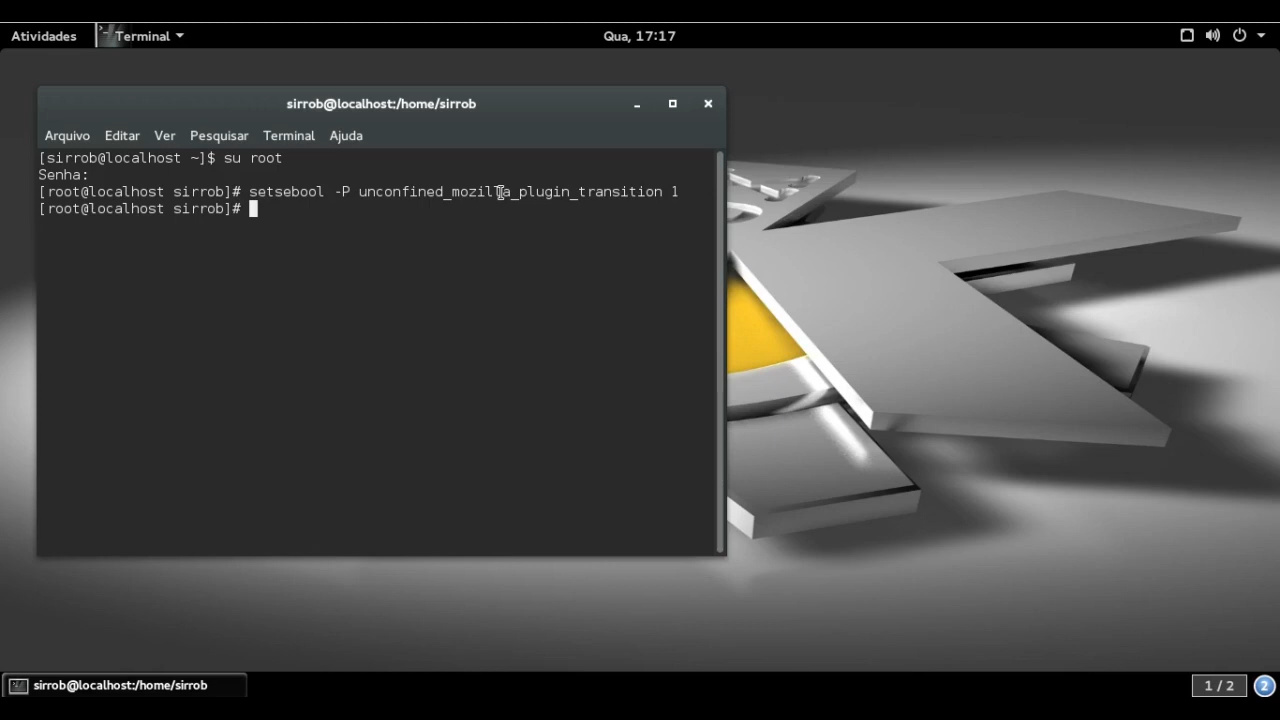 Atividades
Terminal
Qua, 17:17
sirrob@localhost:/home/sirrob
Arquivo Editar Ver Pesquisar Terminal Ajuda
[sirrob@localhost ~]$ su root
Senha:
[root@localhost sirrob]# setsebool -P unconfined_mozilla_plugin_transition 1
[root@localhost sirrob]#
sirrob@localhost:/home/sirrob
1 / 2
2